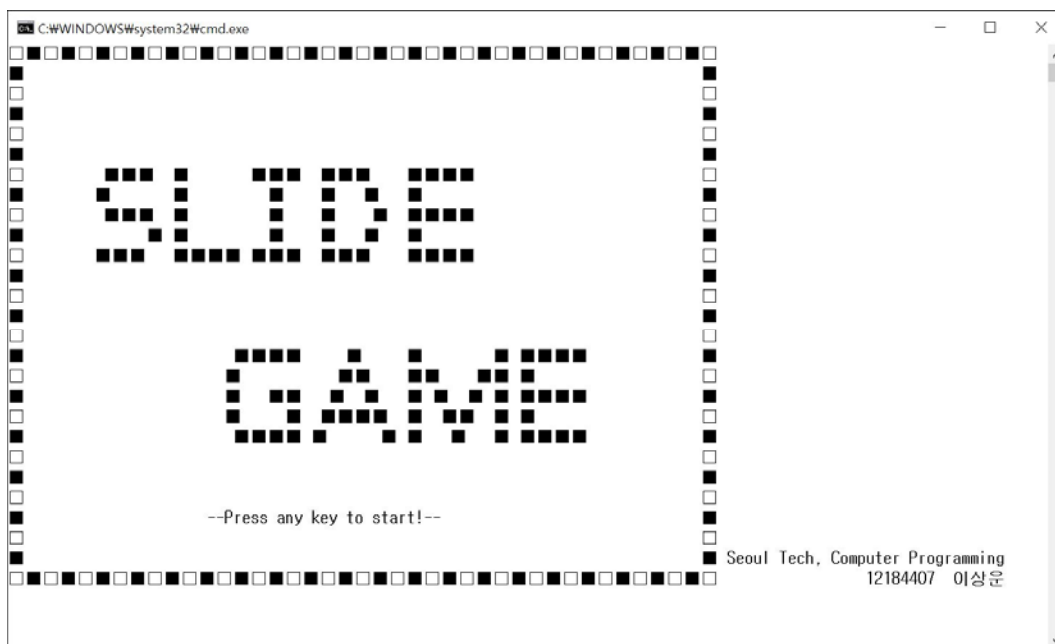 C:₩WINDOWS₩system32₩cmd.exe
SLIDE
GAME
--Press any key to start!--
Seoul Tech, Computer Programming
12184407 이상운